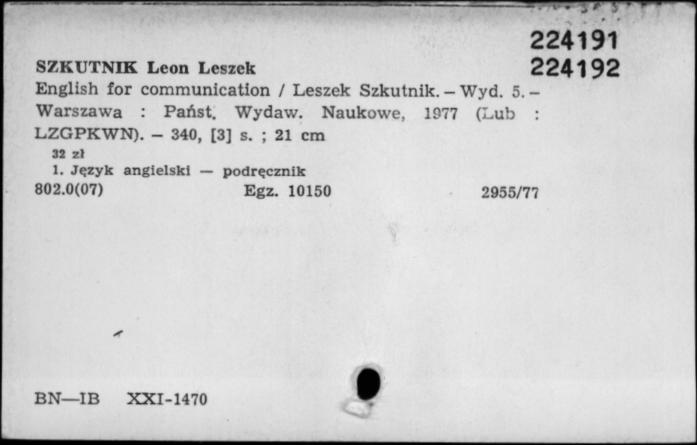 224191
224192
SZKUTNIK Leon Leszek
English for communication / Leszek Szkutnik. — Wyd. 5. —
Warszawa : Państ. Wydaw. Naukowe, 1977 (Lub :
LZGPKWN). — 340, [3] s. ; 21 cm
32 zł
1. Język angielski — podręcznik
802.0(07) Egz. 10150 2955/77
BN—IB XXI-1470